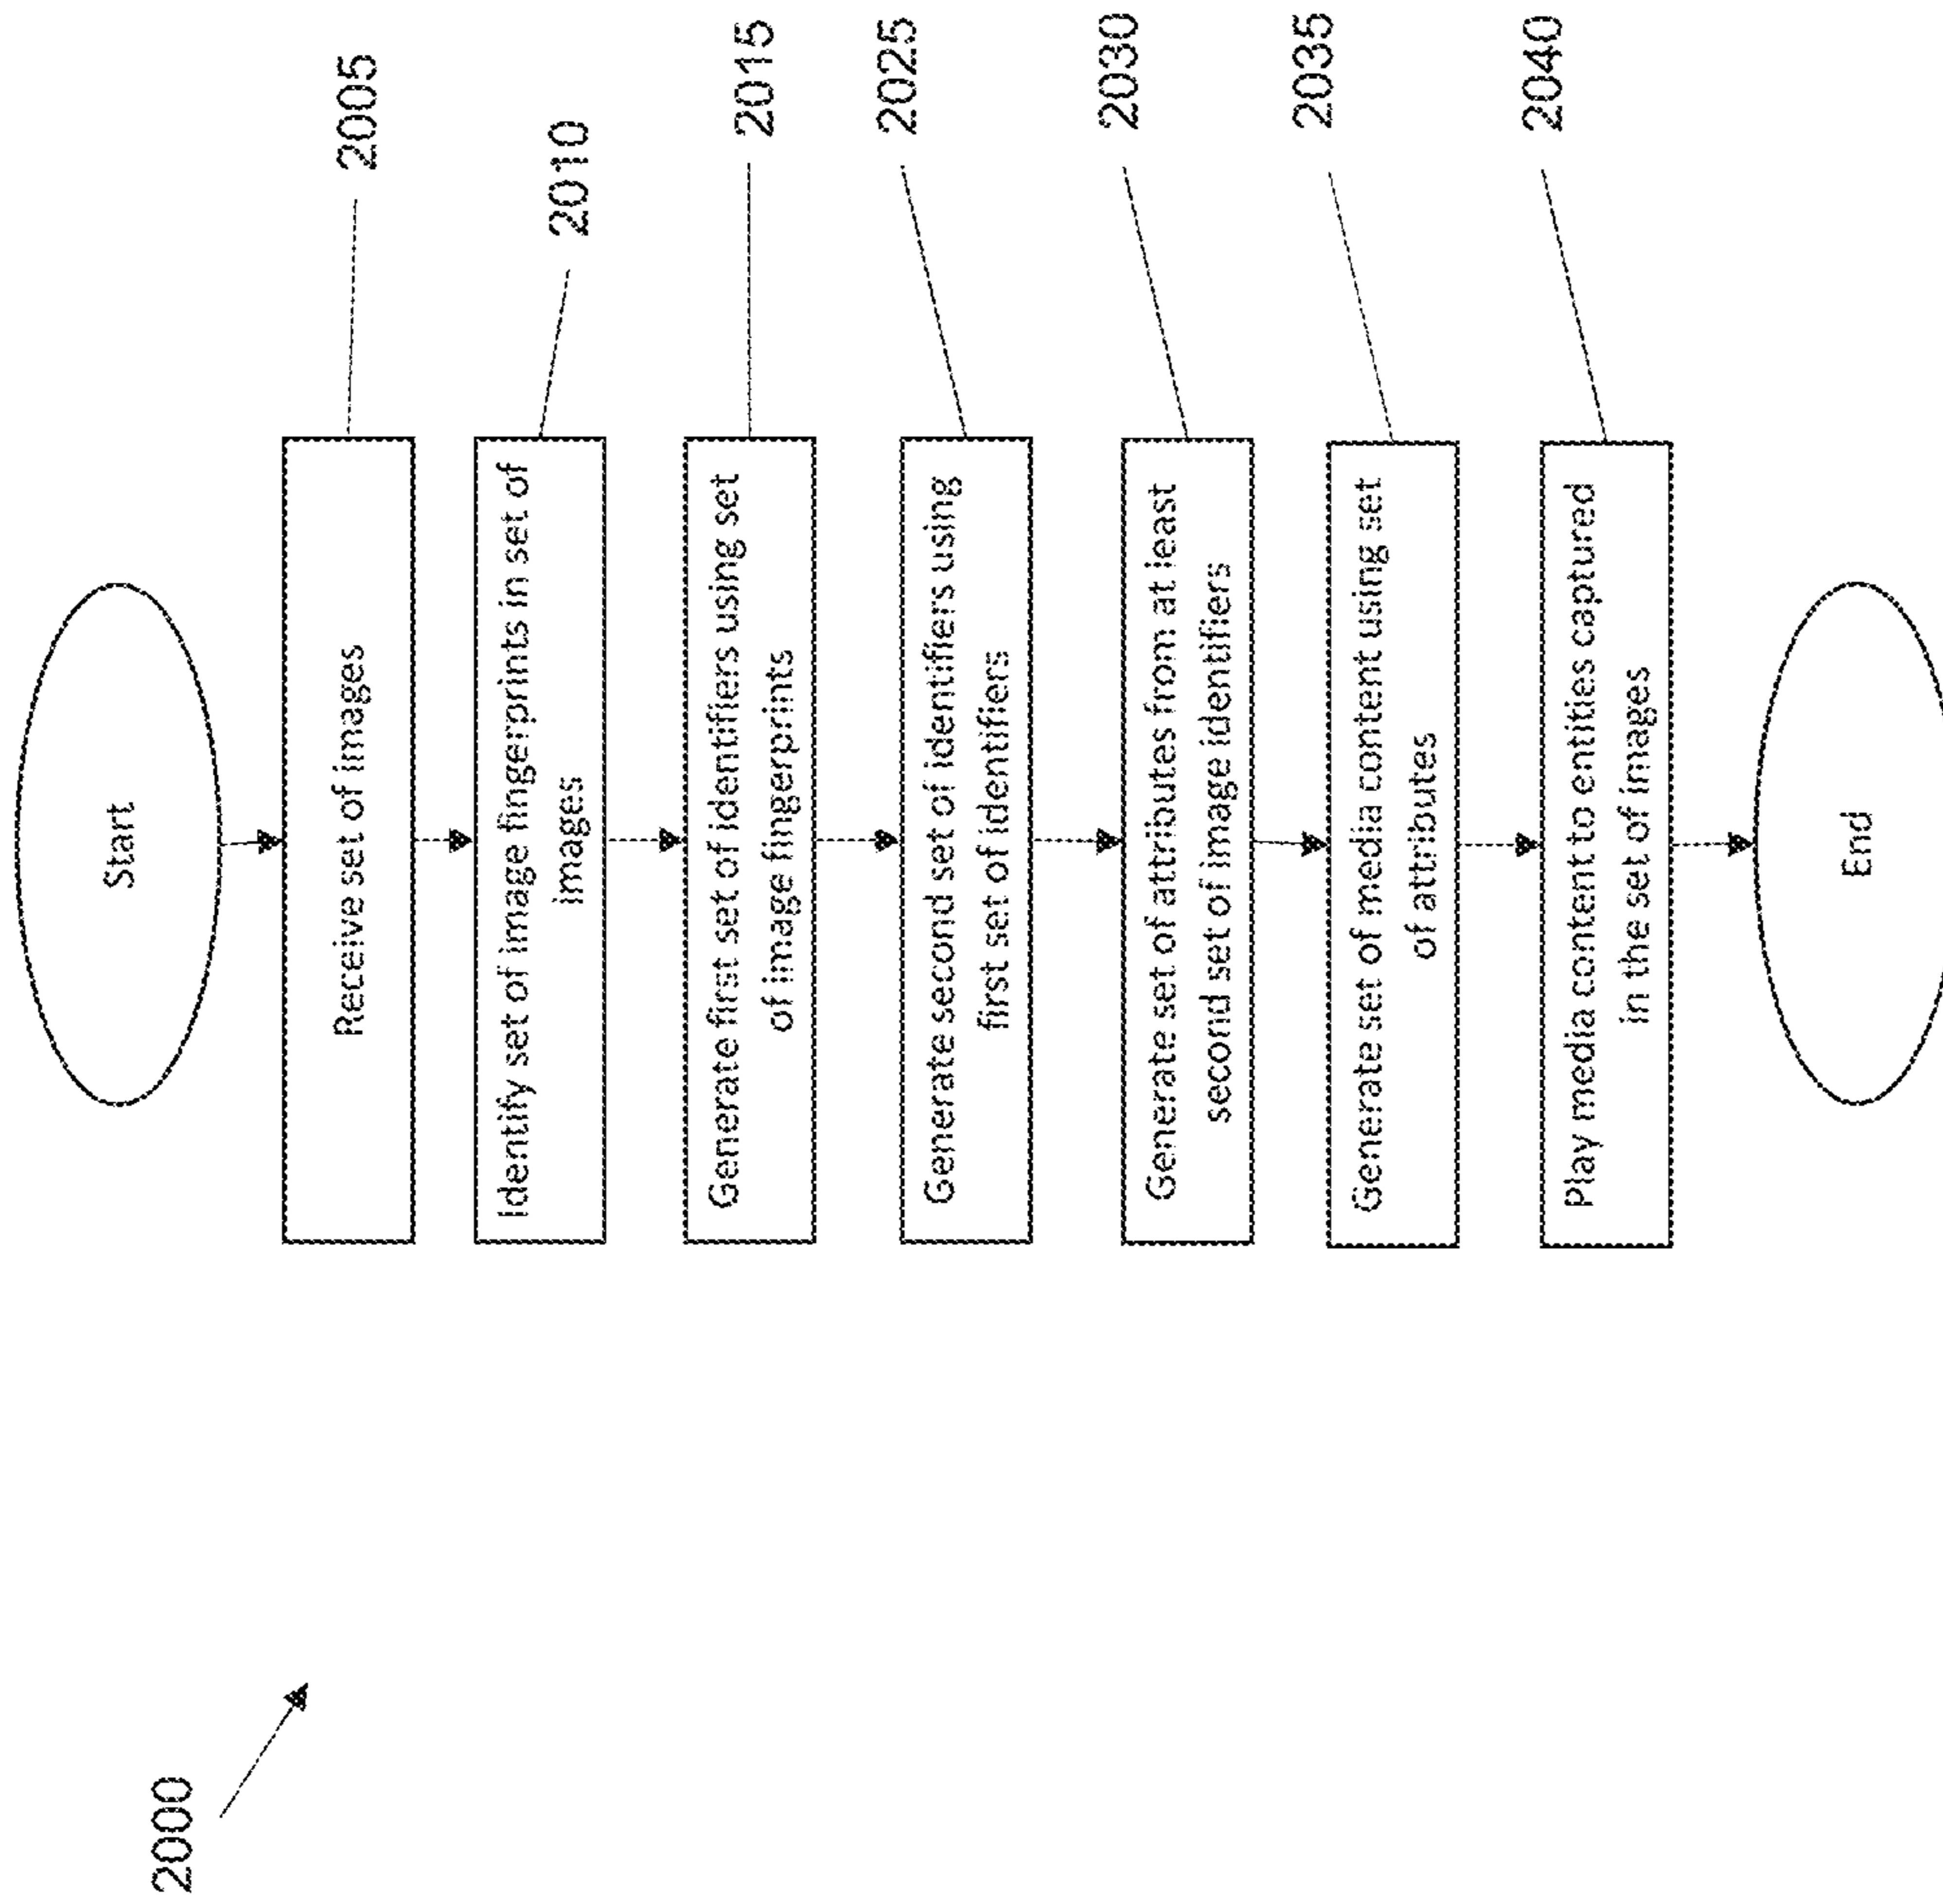 2000
Start
Receive set of images
2005
Identify set of image fingerprints in set of
images
2010
Generate first set of identifiers using set
of image fingerprints
2015
Generate second set of identifiers using
first set of identifiers
2025
Generate set of attributes from at least
second set of image identifiers
2030
Generate set of media content using set
of attributes
2035
Play media content to entities captured
in the set of images
2040
End